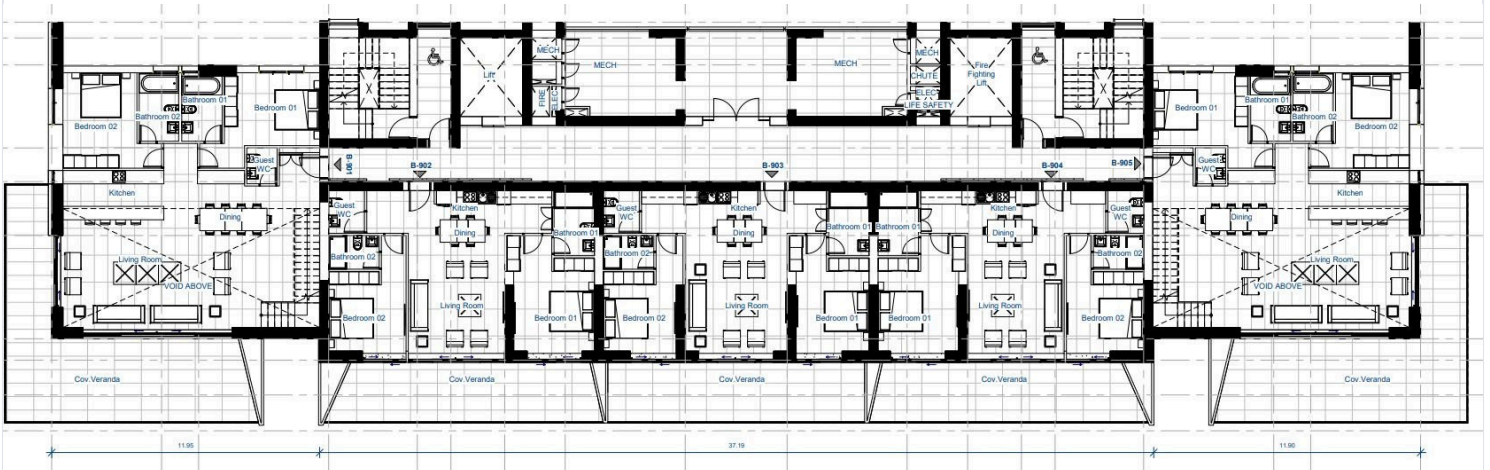 MECH
MECH
MECH
MECH
Lift
Fire
Fighting
Lift
CHUTE
FIRE
ELEC
ELEC
LIFE SAFETY
Bathroom 01
Bedroom 01
Bathroom 02
Bedroom 02
Bedroom 01
Bathroom 01
Bathroom 02
Bedroom 02
Guest
WC
B-901
B-902
B-903
B-904
B-905
Guest
WC
Kitchen
Dining
Living Room
VOID ABOVE
Guest
WC
Kitchen
Dining
Bathroom 01
Bathroom 02
Living Room
Bedroom 02
Bedroom 01
Guest
WC
Kitchen
Dining
Bathroom 01
Bathroom 02
Living Room
Bedroom 02
Bedroom 01
Kitchen
Dining
Guest
WC
Bathroom 01
Bathroom 02
Living Room
Bedroom 01
Bedroom 02
Kitchen
Dining
Living Room
VOID ABOVE
Cov.Veranda
Cov.Veranda
Cov.Veranda
Cov.Veranda
Cov.Veranda
11.95
37.19
11.90